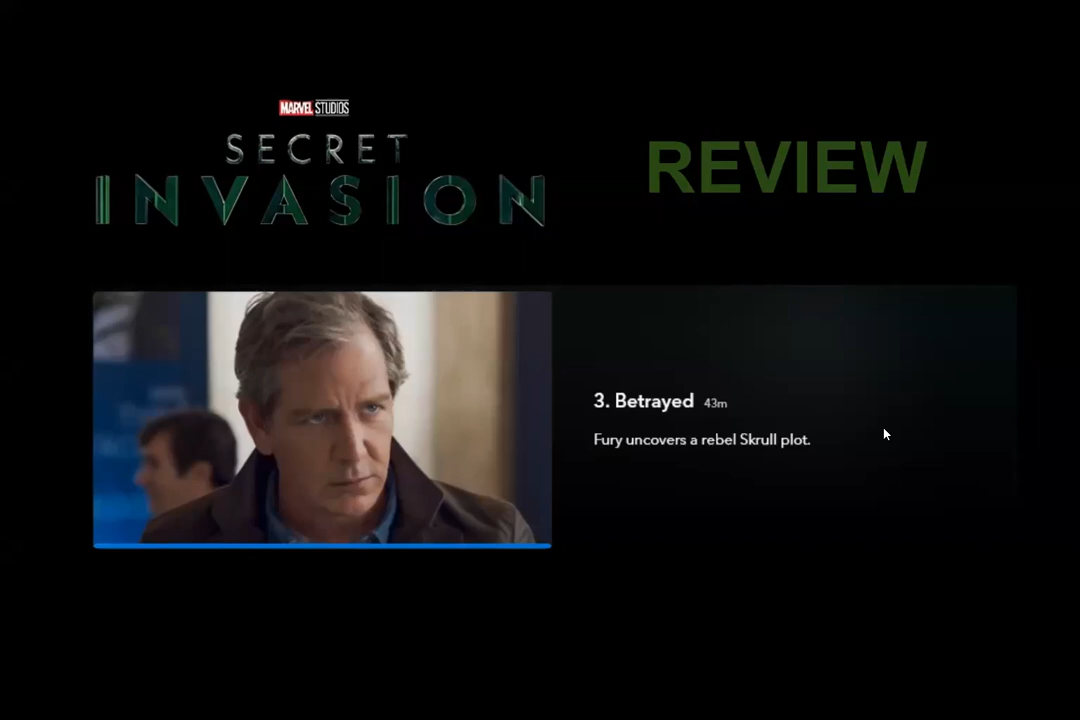 MARVEL STUDIOS
SECRET
INVASION
REVIEW
3. Betrayed 43m
Fury uncovers a rebel Skrull plot.